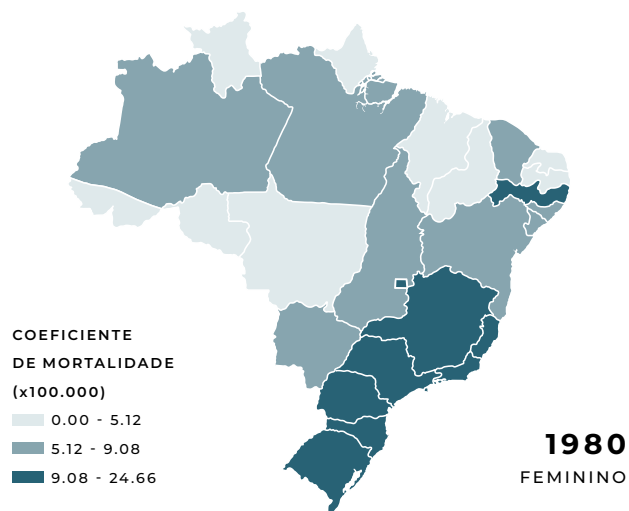 COEFICIENTE
DE MORTALIDADE
(x100.000)
0.00 - 5.12
5.12 - 9.08
9.08 - 24.66
1980
FEMININO